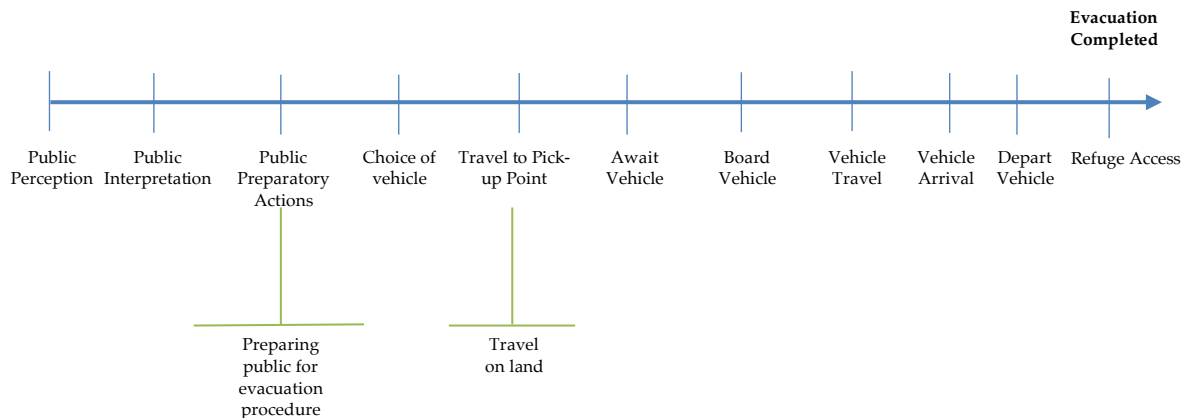 Evacuation
Completed
Public
Perception
Public
Interpretation
Public
Preparatory
Actions
Choice of
vehicle
Travel to Pick-
up Point
Await
Vehicle
Board
Vehicle
Vehicle
Travel
Vehicle
Arrival
Depart
Vehicle
Refuge Access
Preparing
public for
evacuation
procedure
Travel
on land